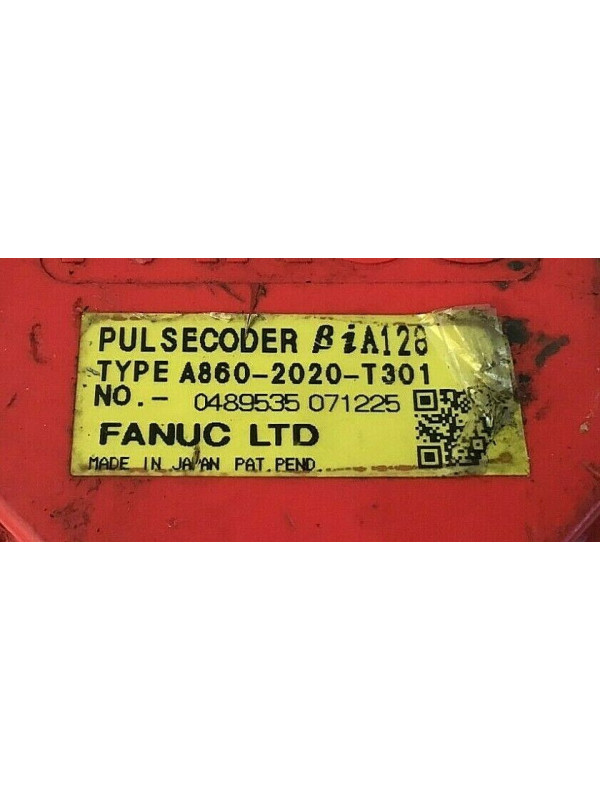 PULSECODER βiA128
TYPE A860-2020-T301
NO.- 0489535 071225
FANUC LTD
MADE IN JAPAN PAT.PEND.